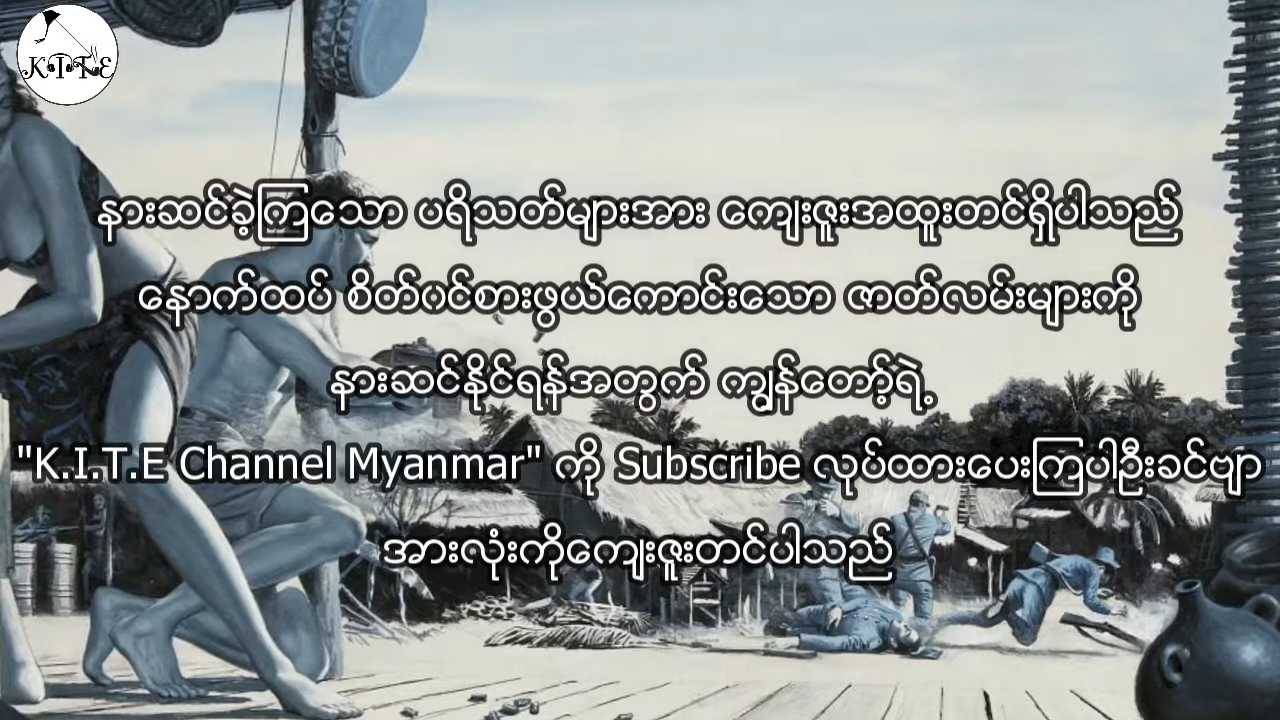 K.I.T.E
နားဆင်ခဲ့ကြသော ပရိသတ်များအား ကျေးဇူးအထူးတင်ရှိပါသည်
နောက်ထပ် စိတ်ဝင်စားဖွယ်ကောင်းသော ဇာတ်လမ်းများကို
နားဆင်နိုင်ရန်အတွက် ကျွန်တော့်ရဲ့
"K.I.T.E Channel Myanmar" ကို Subscribe လုပ်ထားပေးကြပါဦးခင်ဗျာ
အားလုံးကိုကျေးဇူးတင်ပါသည်